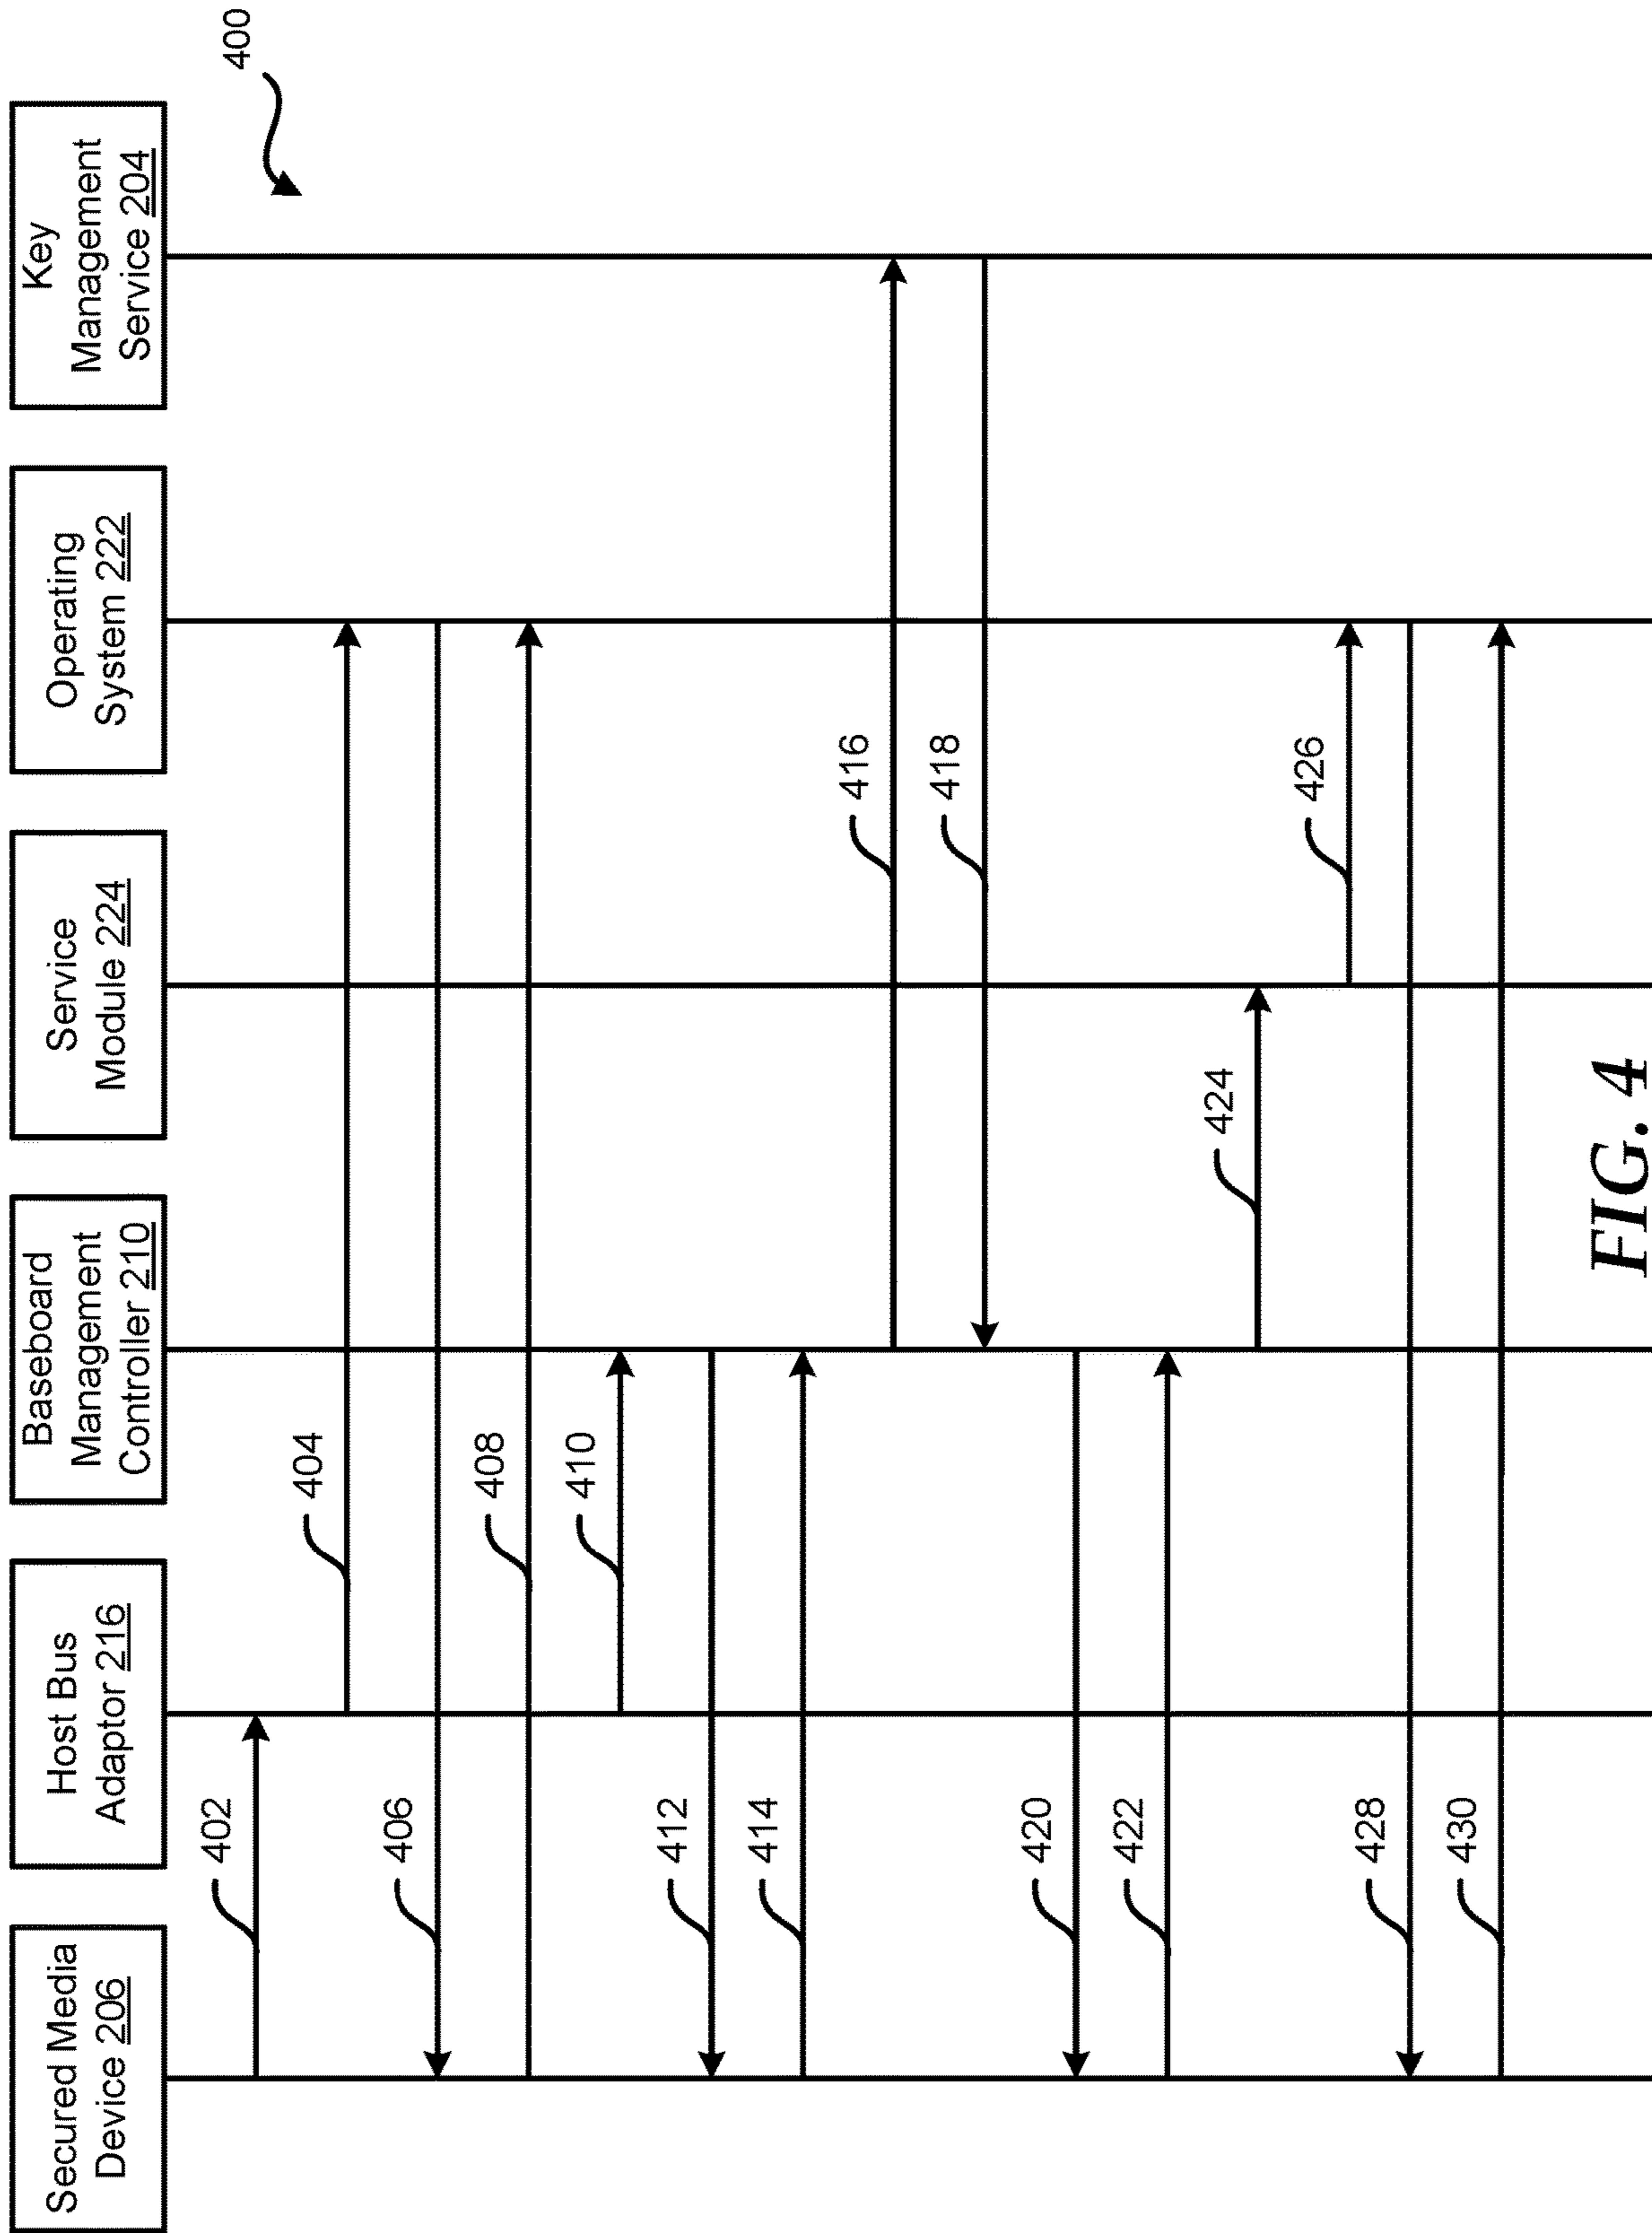 Secured Media
Device 206
Host Bus
Adaptor 216
Baseboard
Management
Controller 210
Service
Module 224
Operating
System 222
Key
Management
Service 204
400
402
404
406
408
410
412
414
416
418
420
422
424
426
428
430
FIG. 4